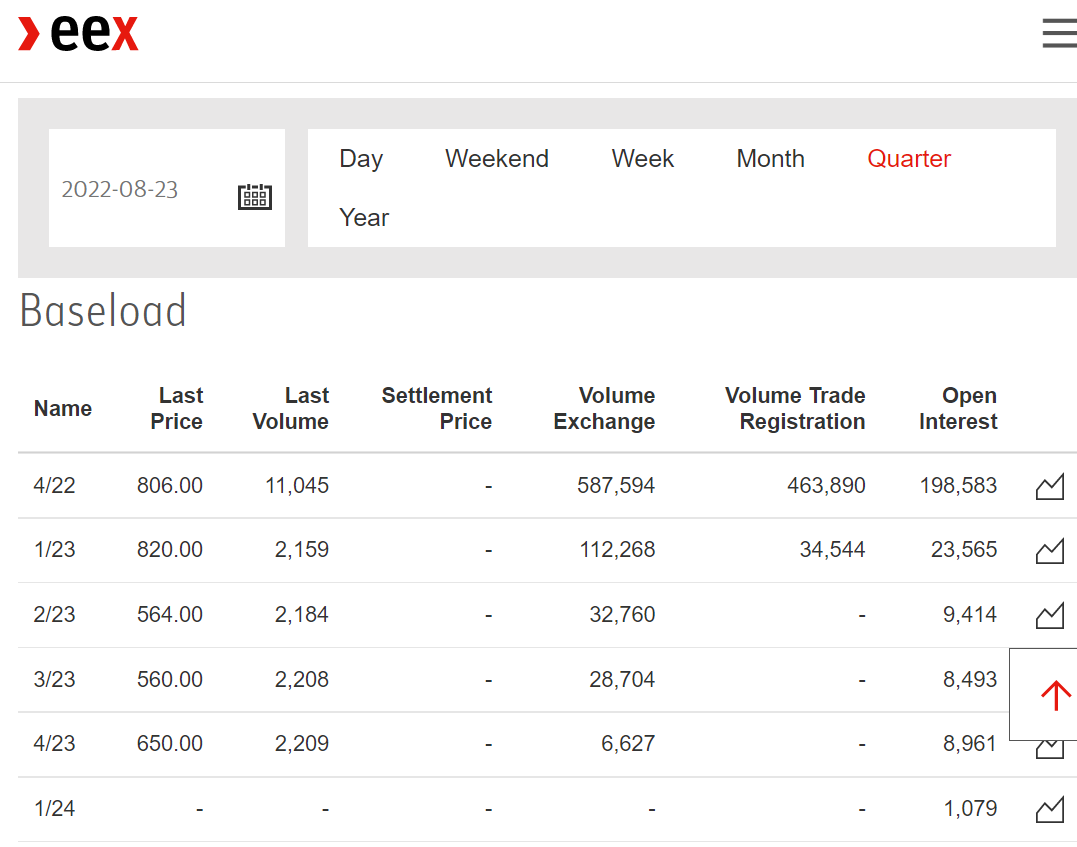 eex
2022-08-23
Day Weekend Week Month Quarter
Year
Baseload
Name Last Price Last Volume Settlement Price Volume Exchange Volume Trade Registration Open Interest
4/22 806.00 11,045 - 587,594 463,890 198,583
1/23 820.00 2,159 - 112,268 34,544 23,565
2/23 564.00 2,184 - 32,760 - 9,414
3/23 560.00 2,208 - 28,704 - 8,493
4/23 650.00 2,209 - 6,627 - 8,961
1/24 - - - - - 1,079